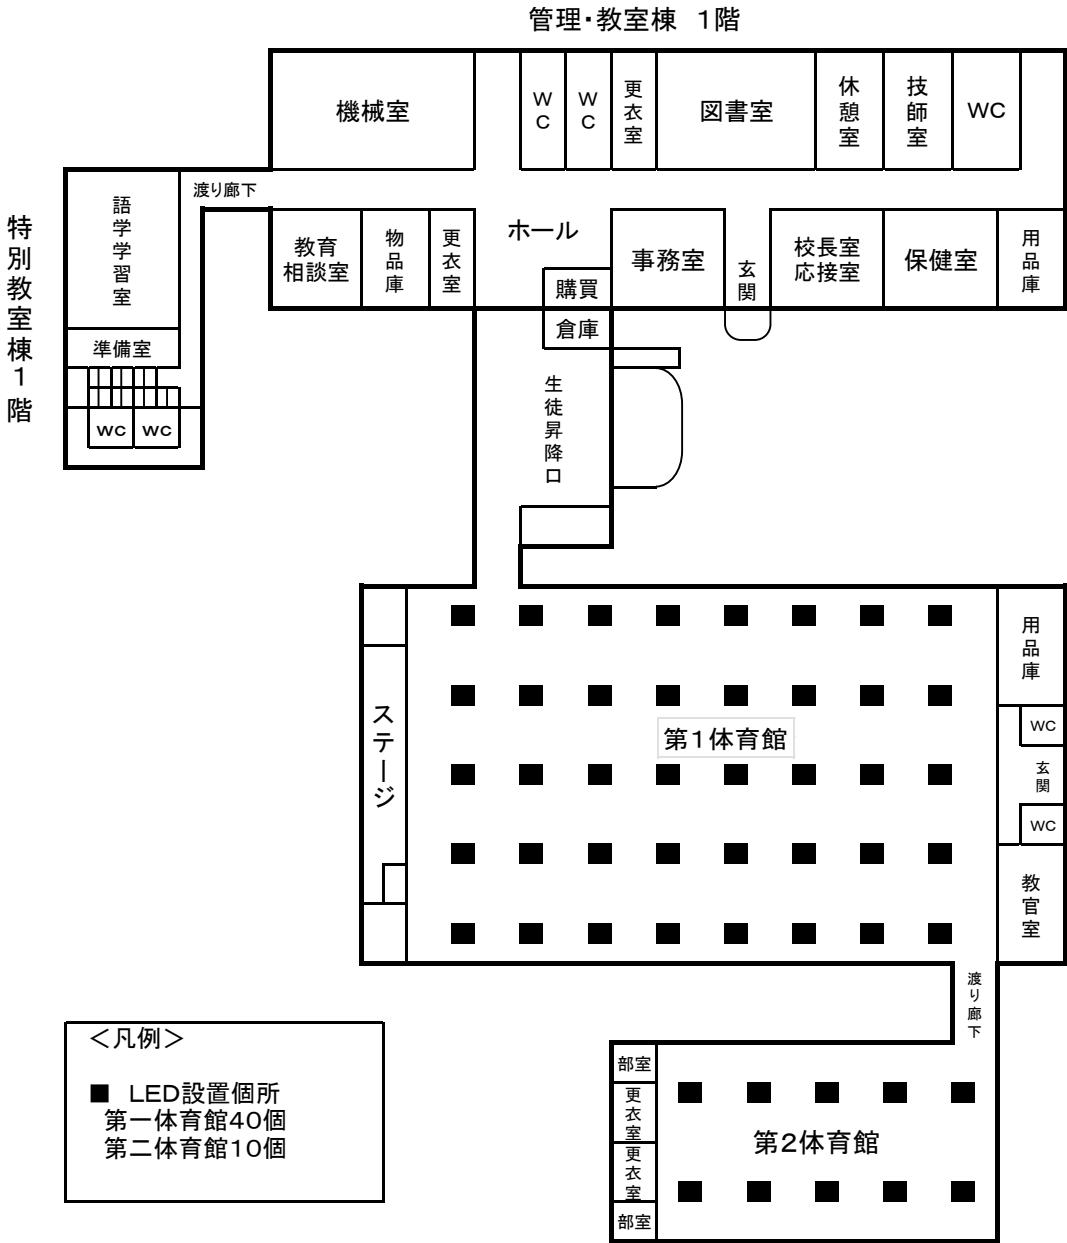 管理・教室棟 1階
機械室
WC
WC
更衣室
図書室
休憩室
技師室
WC
渡り廊下
特別教室棟1階
語学学習室
準備室
WC
WC
教育
相談室
物品庫
更衣室
ホール
購買
倉庫
事務室
玄関
校長室
応接室
保健室
用品庫
生徒昇降口
ステージ
第1体育館
用品庫
WC
玄関
WC
教官室
渡り廊下
部室
更衣室
更衣室
部室
第2体育館
＜凡例＞
■ LED設置個所
第一体育館40個
第二体育館10個